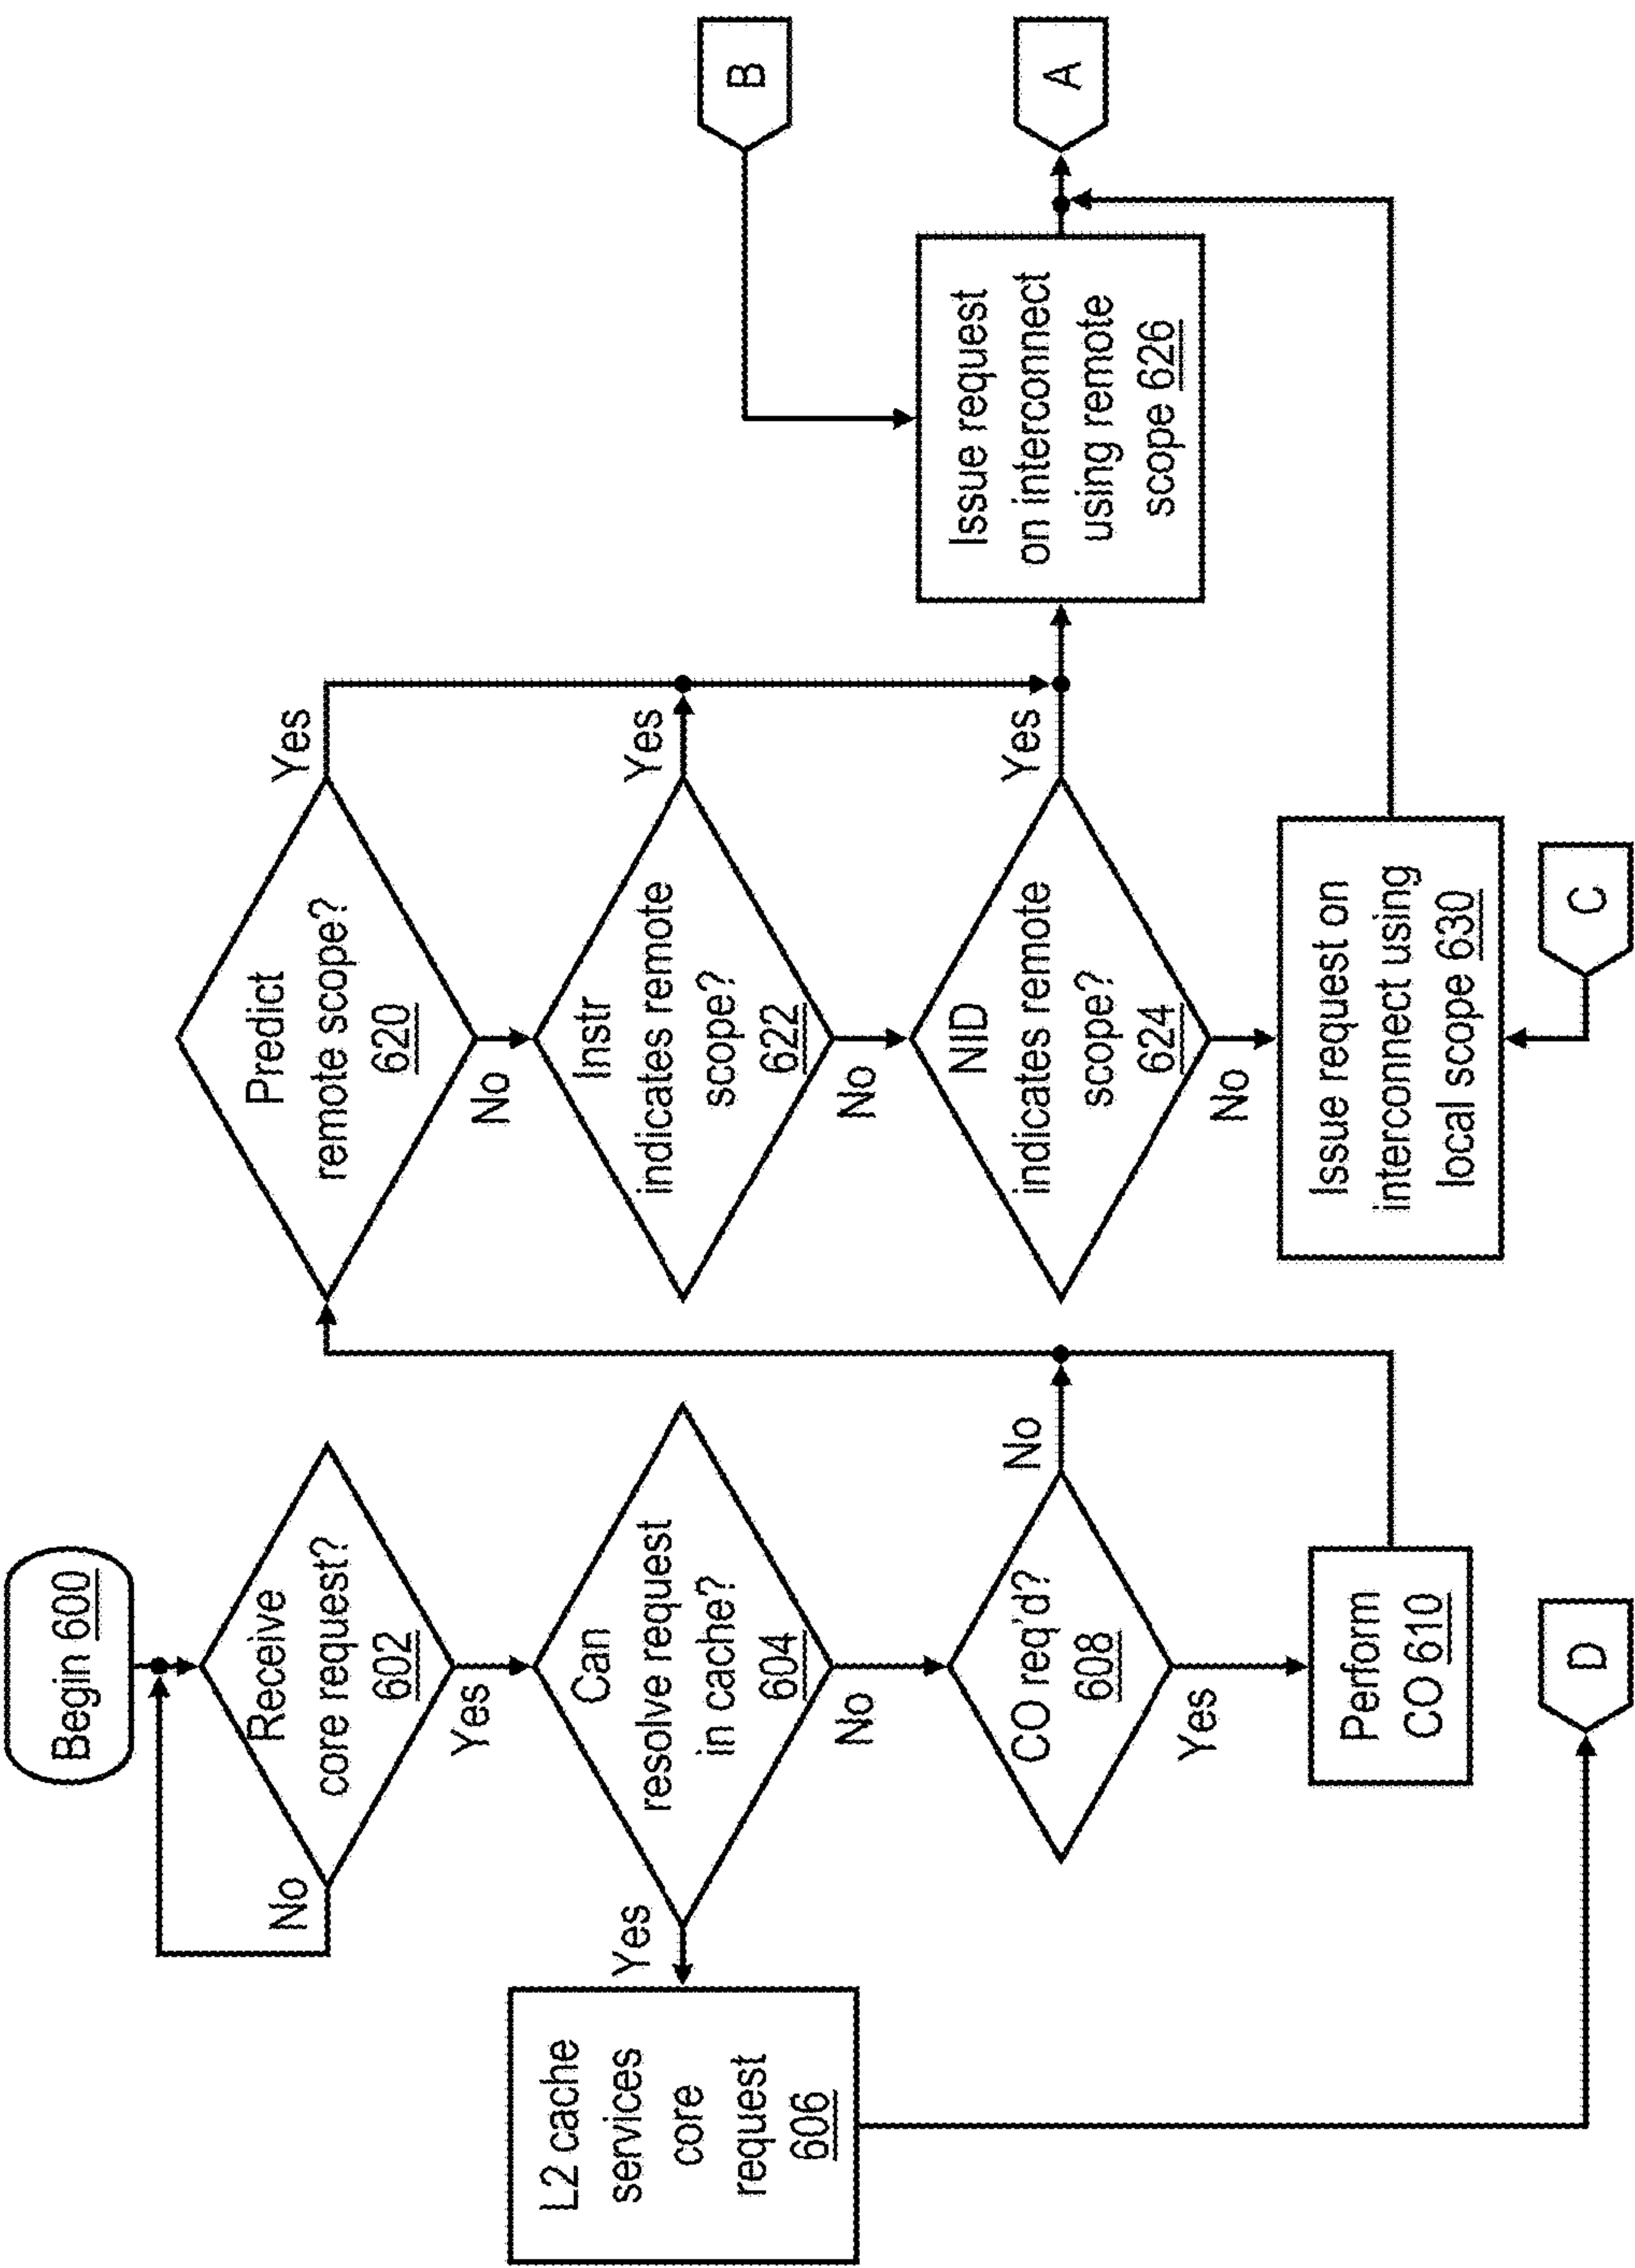 Begin 600
Receive
core request?
602
No
Yes
Can
resolve request
in cache?
604
Yes
No
L2 cache
services
core
request
606
CO req'd?
608
No
Yes
Perform
CO 610
D
Predict
remote scope?
620
Yes
No
Instr
indicates remote
scope?
622
Yes
No
NID
indicates remote
scope?
624
Yes
No
Issue request on
interconnect using
local scope 630
C
Issue request
on interconnect
using remote
scope 626
B
A